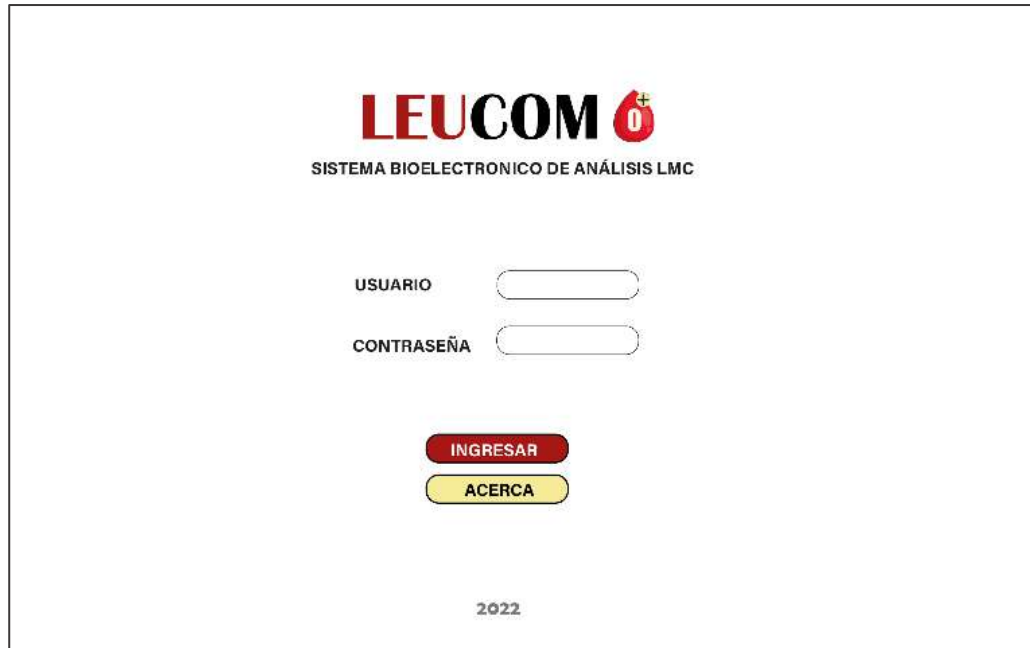 LEUCOM 0+
SISTEMA BIOELECTRONICO DE ANÁLISIS LMC
USUARIO
CONTRASEÑA
INGRESAR
ACERCA
2022